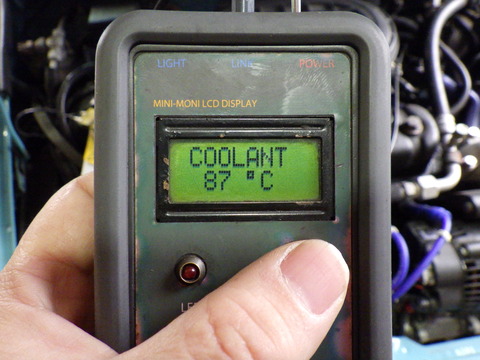 LIGHT LINE POWER
MINI-MONI LCD DISPLAY
COOLANT
87 °C